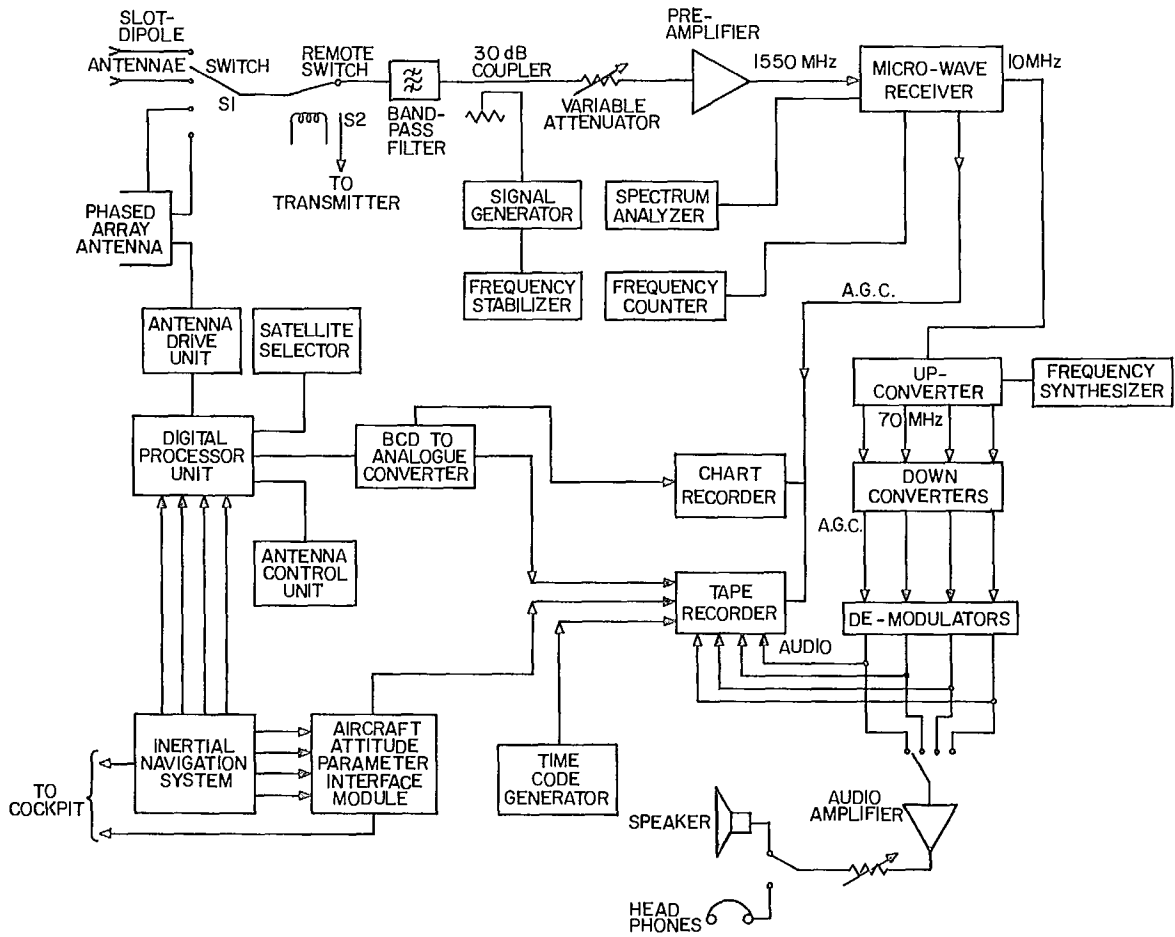 SLOT-
DIPOLE
ANTENNAE
SWITCH
S1
REMOTE
SWITCH
S2
TO
TRANSMITTER
BAND-
PASS
FILTER
30 dB
COUPLER
VARIABLE
ATTENUATOR
PRE-
AMPLIFIER
1550 MHz
MICRO-WAVE
RECEIVER
10MHz
PHASED
ARRAY
ANTENNA
SIGNAL
GENERATOR
SPECTRUM
ANALYZER
FREQUENCY
STABILIZER
FREQUENCY
COUNTER
A.G.C.
ANTENNA
DRIVE
UNIT
SATELLITE
SELECTOR
UP-
CONVERTER
FREQUENCY
SYNTHESIZER
70 MHz
DIGITAL
PROCESSOR
UNIT
BCD TO
ANALOGUE
CONVERTER
CHART
RECORDER
DOWN
CONVERTERS
A.G.C.
ANTENNA
CONTROL
UNIT
TAPE
RECORDER
DE-MODULATORS
AUDIO
INERTIAL
NAVIGATION
SYSTEM
AIRCRAFT
ATTITUDE
PARAMETER
INTERFACE
MODULE
TIME
CODE
GENERATOR
TO
COCKPIT
SPEAKER
AUDIO
AMPLIFIER
HEAD
PHONES